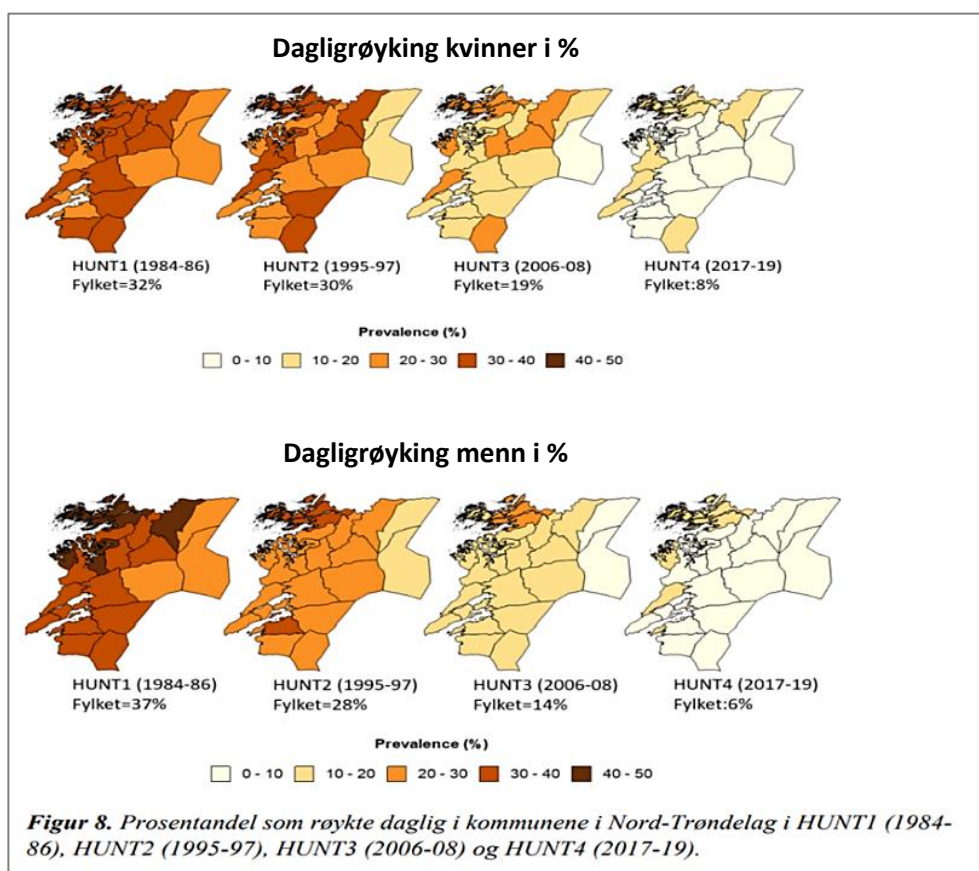 Dagligrøyking kvinner i %
HUNT1 (1984-86)
Fylket=32%
HUNT2 (1995-97)
Fylket=30%
HUNT3 (2006-08)
Fylket=19%
HUNT4 (2017-19)
Fylket:8%
Prevalence (%)
0 - 10 10 - 20 20 - 30 30 - 40 40 - 50
Dagligrøyking menn i %
HUNT1 (1984-86)
Fylket=37%
HUNT2 (1995-97)
Fylket=28%
HUNT3 (2006-08)
Fylket=14%
HUNT4 (2017-19)
Fylket:6%
Prevalence (%)
0 - 10 10 - 20 20 - 30 30 - 40 40 - 50
Figur 8. Prosentandel som røykte daglig i kommunene i Nord-Trøndelag i HUNT1 (1984-
86), HUNT2 (1995-97), HUNT3 (2006-08) og HUNT4 (2017-19).